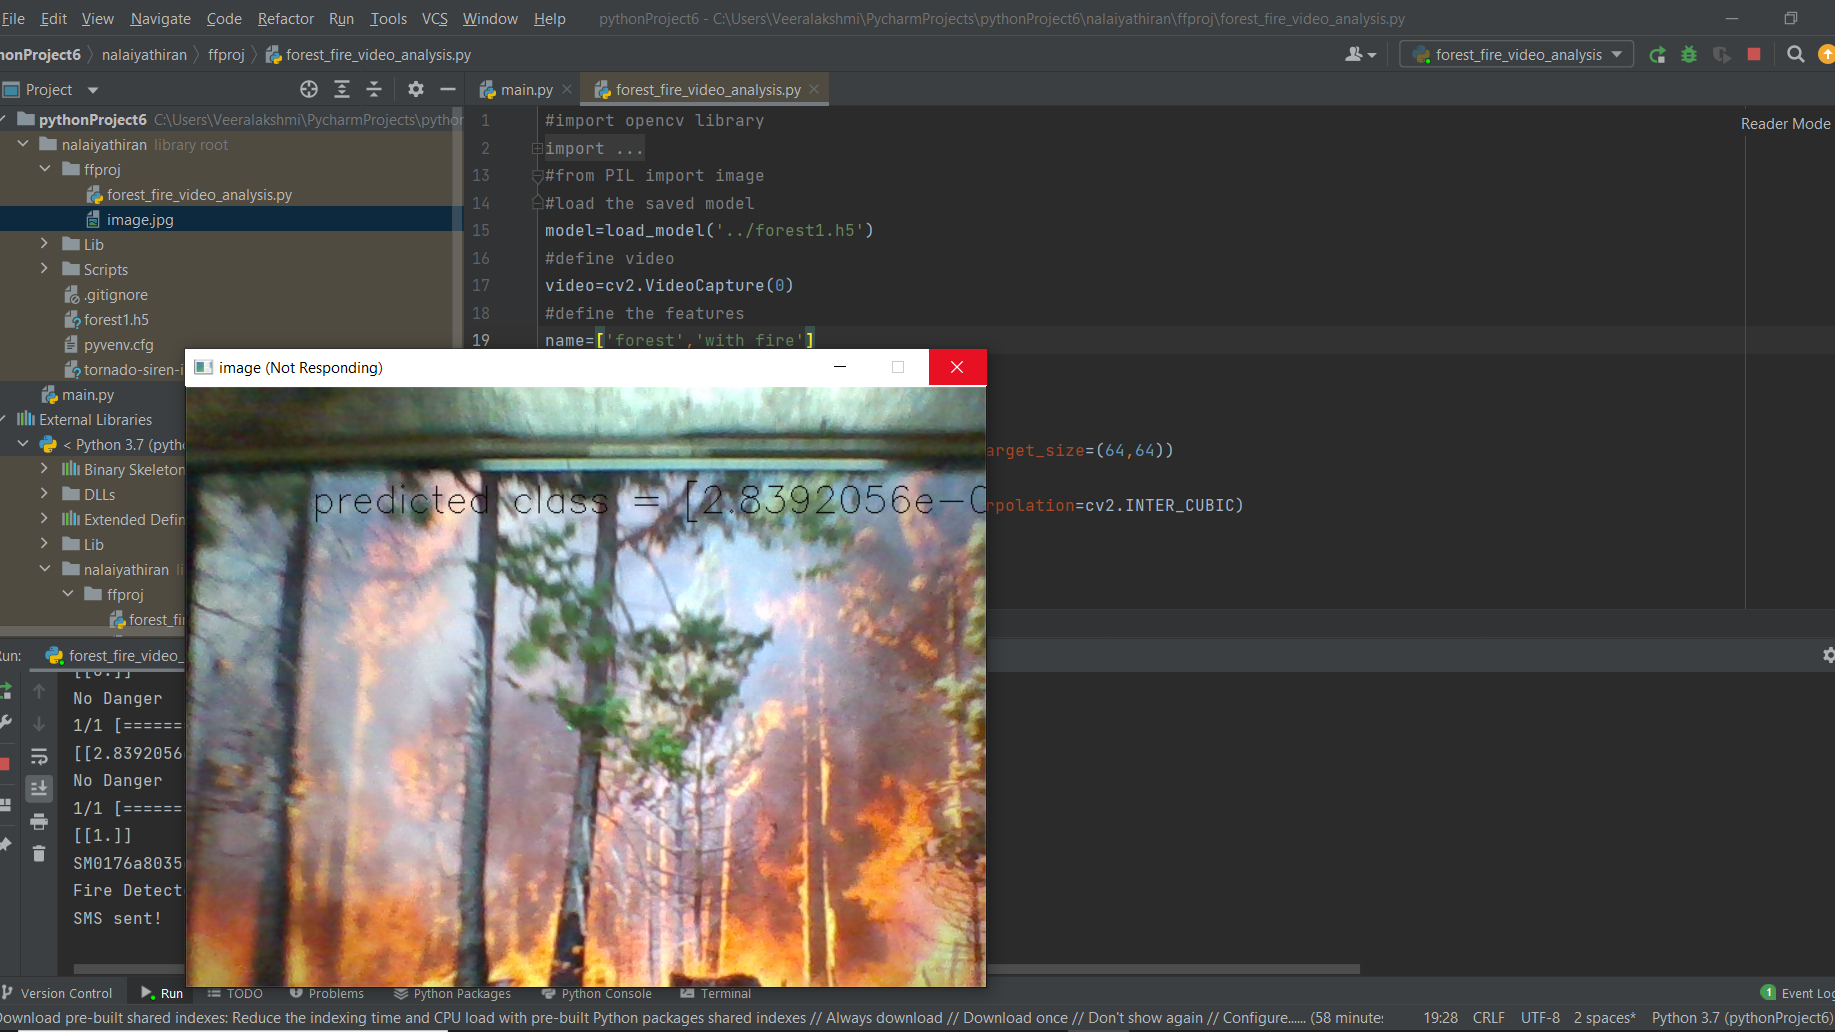 File Edit View Navigate Code Refactor Run Tools VCS Window Help pythonProject6 - C:\Users\Veeralakshmi\PycharmProjects\pythonProject6\nalaiyathiran\ffproj\forest_fire_video_analysis.py
nalaiyathiran ffproj forest_fire_video_analysis.py forest_fire_video_analysis
Project main.py forest_fire_video_analysis.py
pythonProject6 C:\Users\Veeralakshmi\PycharmProjects\python
nalaiyathiran library root
ffproj
forest_fire_video_analysis.py
image.jpg
Lib
Scripts
.gitignore
forest1.h5
pyvenv.cfg
tornado-siren-i
main.py
External Libraries
< Python 3.7 (pyth
Binary Skeleton
DLLs
Extended Defin
Lib
nalaiyathiran li
ffproj
forest_fi
Reader Mode
1 #import opencv library
2 import ...
13 #from PIL import image
14 #load the saved model
15 model=load_model('../forest1.h5')
16 #define video
17 video=cv2.VideoCapture(0)
18 #define the features
19 name=['forest','with fire']
arget_size=(64,64))
rpolation=cv2.INTER_CUBIC)
image (Not Responding)
predicted class = [2.8392056e-0
Run: forest_fire_video_
[[0.]]
No Danger
1/1 [=======
[[2.8392056
No Danger
1/1 [=======
[[1.]]
SM0176a8035
Fire Detect
SMS sent!
Version Control Run TODO Problems Python Packages Python Console Terminal 1 Event Log
Download pre-built shared indexes: Reduce the indexing time and CPU load with pre-built Python packages shared indexes // Always download // Download once // Don't show again // Configure...... (58 minutes 19:28 CRLF UTF-8 2 spaces* Python 3.7 (pythonProject6)